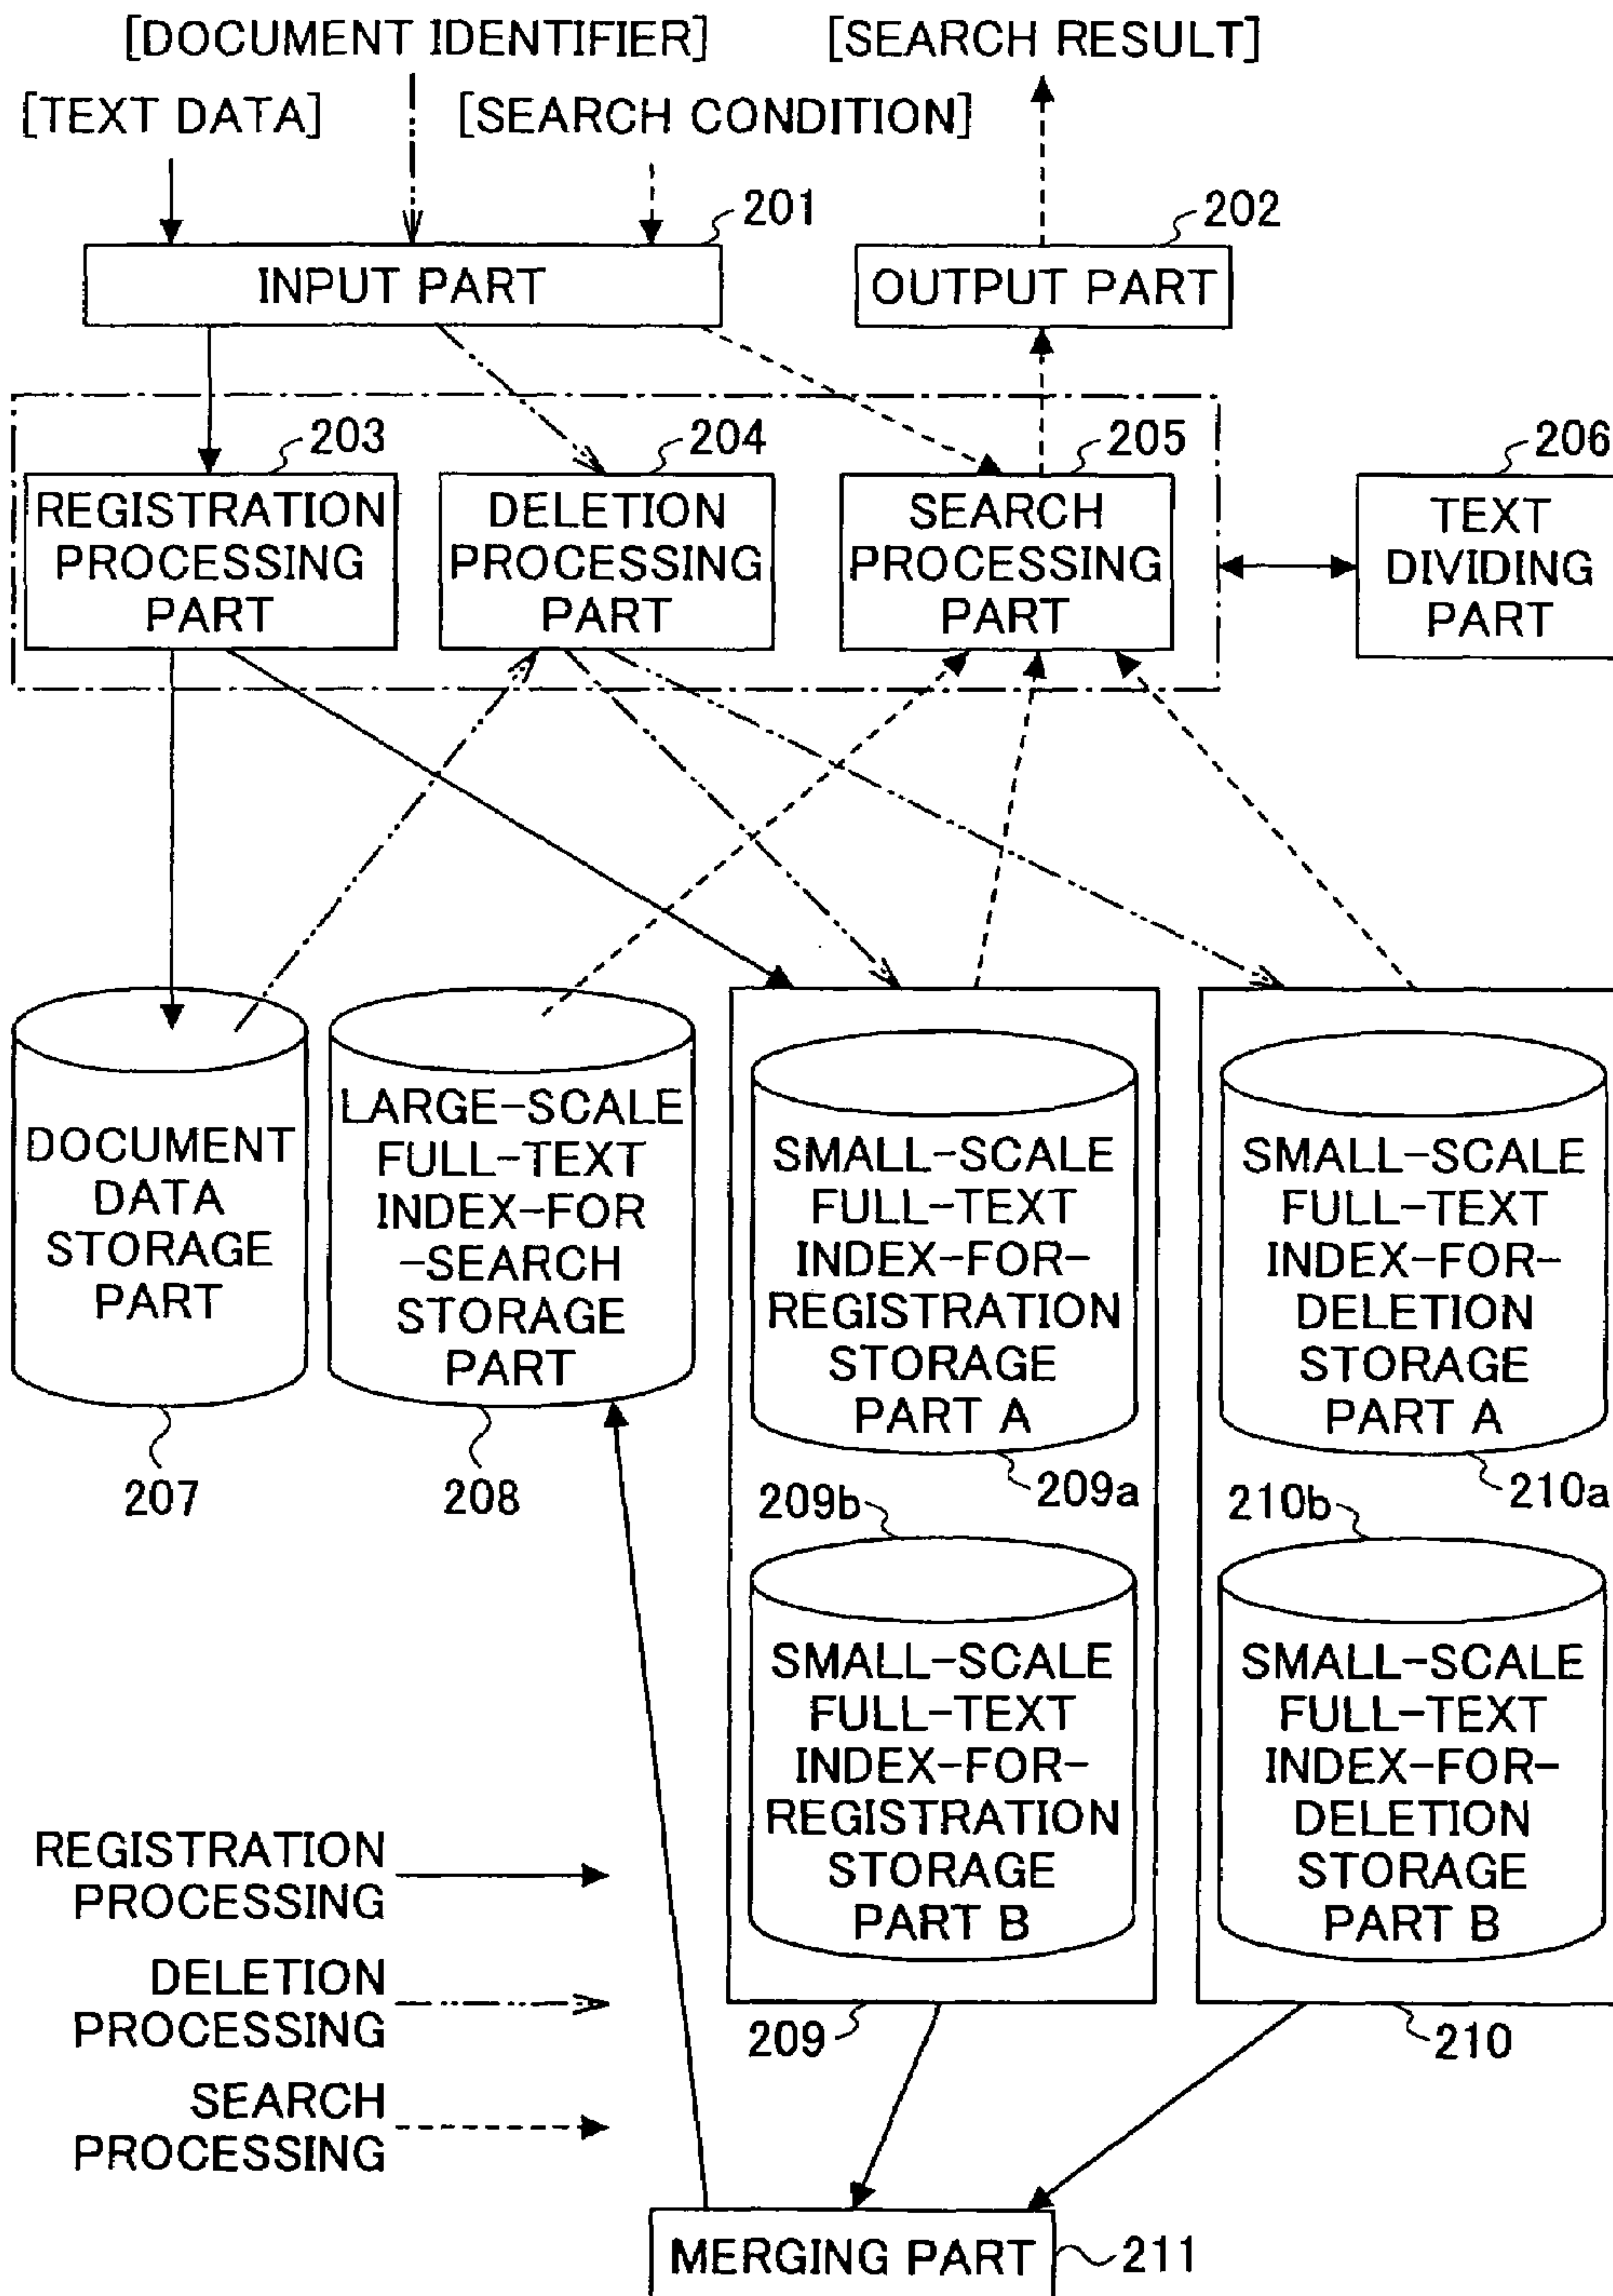 [DOCUMENT IDENTIFIER]
[SEARCH RESULT]
[TEXT DATA]
[SEARCH CONDITION]
201
202
INPUT PART
OUTPUT PART
203
204
205
206
REGISTRATION
PROCESSING
PART
DELETION
PROCESSING
PART
SEARCH
PROCESSING
PART
TEXT
DIVIDING
PART
DOCUMENT
DATA
STORAGE
PART
LARGE-SCALE
FULL-TEXT
INDEX-FOR
-SEARCH
STORAGE
PART
SMALL-SCALE
FULL-TEXT
INDEX-FOR-
REGISTRATION
STORAGE
PART A
SMALL-SCALE
FULL-TEXT
INDEX-FOR-
DELETION
STORAGE
PART A
207
208
209a
210a
209b
210b
SMALL-SCALE
FULL-TEXT
INDEX-FOR-
REGISTRATION
STORAGE
PART B
SMALL-SCALE
FULL-TEXT
INDEX-FOR-
DELETION
STORAGE
PART B
REGISTRATION
PROCESSING
DELETION
PROCESSING
SEARCH
PROCESSING
209
210
MERGING PART
211